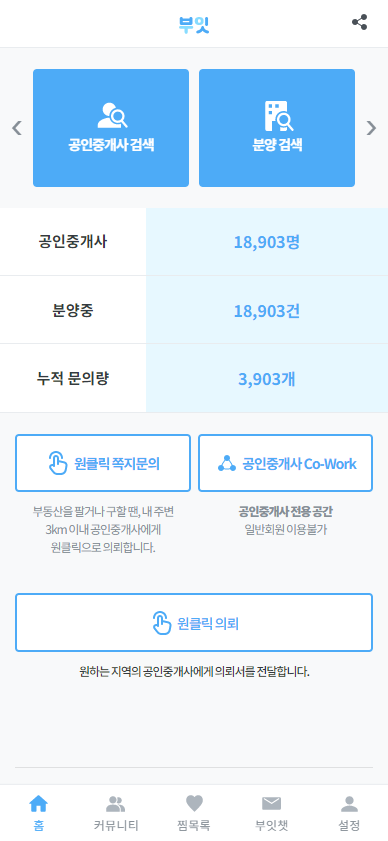 부잇
공인중개사 검색
분양 검색
공인중개사
18,903명
분양중
18,903건
누적 문의량
3,903개
원클릭 쪽지문의
공인중개사 Co-Work
부동산을 팔거나 구할 땐, 내 주변
3km 이내 공인중개사에게
원클릭으로 의뢰합니다.
공인중개사 전용 공간
일반회원 이용불가
원클릭 의뢰
원하는 지역의 공인중개사에게 의뢰서를 전달합니다.
홈
커뮤니티
찜목록
부잇챗
설정